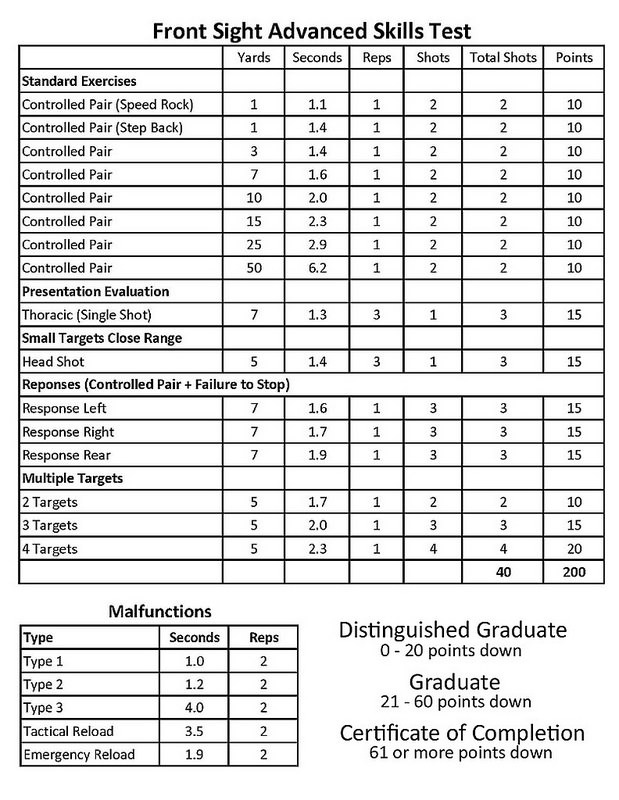 Front Sight Advanced Skills Test
Yards Seconds Reps Shots Total Shots Points
Standard Exercises
Controlled Pair (Speed Rock) 1 1.1 1 2 2 10
Controlled Pair (Step Back) 1 1.4 1 2 2 10
Controlled Pair 3 1.4 1 2 2 10
Controlled Pair 7 1.6 1 2 2 10
Controlled Pair 10 2.0 1 2 2 10
Controlled Pair 15 2.3 1 2 2 10
Controlled Pair 25 2.9 1 2 2 10
Controlled Pair 50 6.2 1 2 2 10
Presentation Evaluation
Thoracic (Single Shot) 7 1.3 3 1 3 15
Small Targets Close Range
Head Shot 5 1.4 3 1 3 15
Reponses (Controlled Pair + Failure to Stop)
Response Left 7 1.6 1 3 3 15
Response Right 7 1.7 1 3 3 15
Response Rear 7 1.9 1 3 3 15
Multiple Targets
2 Targets 5 1.7 1 2 2 10
3 Targets 5 2.0 1 3 3 15
4 Targets 5 2.3 1 4 4 20
40 200
Malfunctions
Type Seconds Reps
Type 1 1.0 2
Type 2 1.2 2
Type 3 4.0 2
Tactical Reload 3.5 2
Emergency Reload 1.9 2
Distinguished Graduate
0 - 20 points down
Graduate
21 - 60 points down
Certificate of Completion
61 or more points down